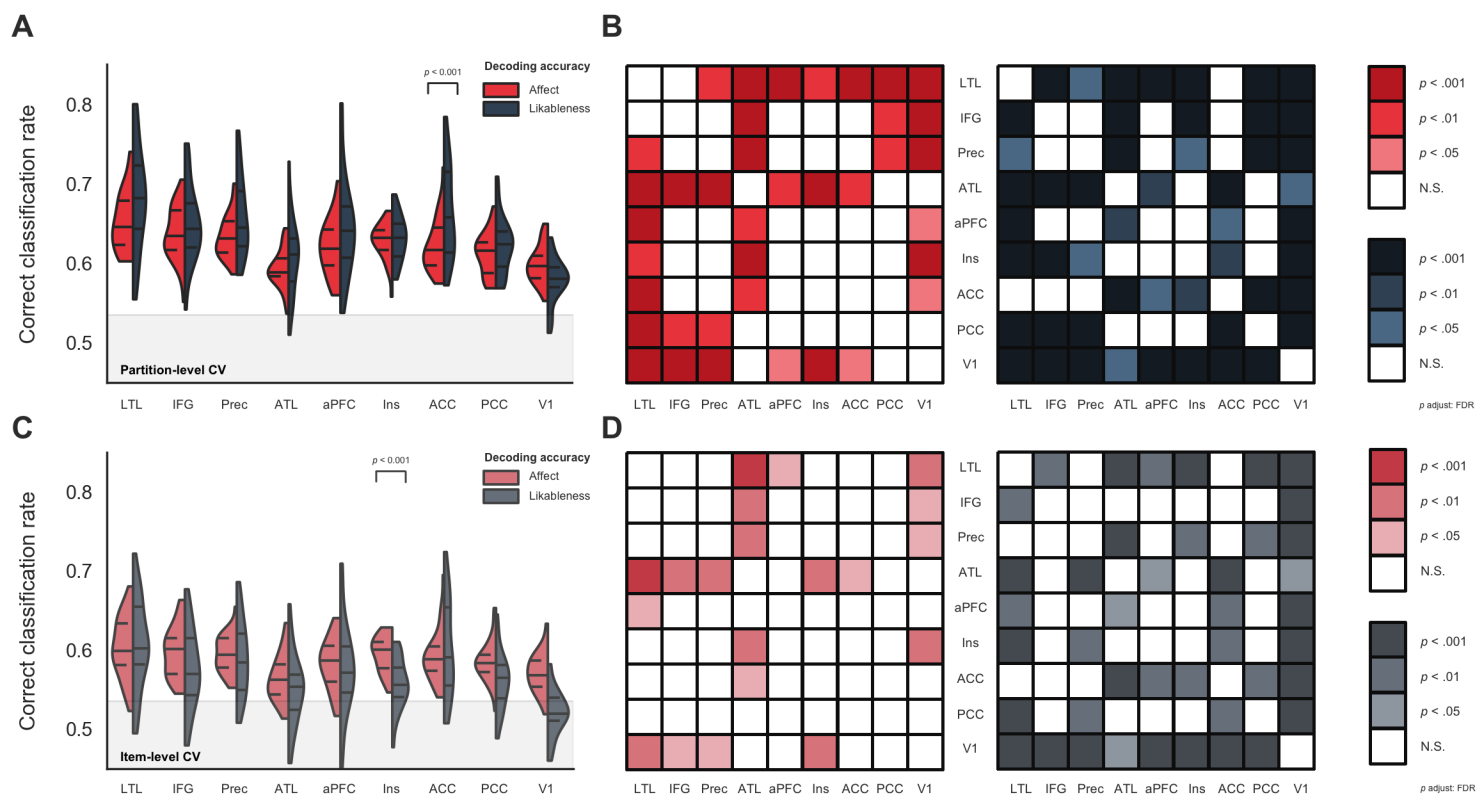 A
B
p < 0.001
Decoding accuracy
Affect
Likableness
Correct classification rate
0.8
0.7
0.6
0.5
Partition-level CV
LTL IFG Prec ATL aPFC Ins ACC PCC V1
LTL
IFG
Prec
ATL
aPFC
Ins
ACC
PCC
V1
LTL IFG Prec ATL aPFC Ins ACC PCC V1
LTL IFG Prec ATL aPFC Ins ACC PCC V1
p < .001
p < .01
p < .05
N.S.
p < .001
p < .01
p < .05
N.S.
p adjust: FDR
C
D
p < 0.001
Decoding accuracy
Affect
Likableness
Correct classification rate
0.8
0.7
0.6
0.5
Item-level CV
LTL IFG Prec ATL aPFC Ins ACC PCC V1
LTL
IFG
Prec
ATL
aPFC
Ins
ACC
PCC
V1
LTL IFG Prec ATL aPFC Ins ACC PCC V1
LTL IFG Prec ATL aPFC Ins ACC PCC V1
p < .001
p < .01
p < .05
N.S.
p < .001
p < .01
p < .05
N.S.
p adjust: FDR